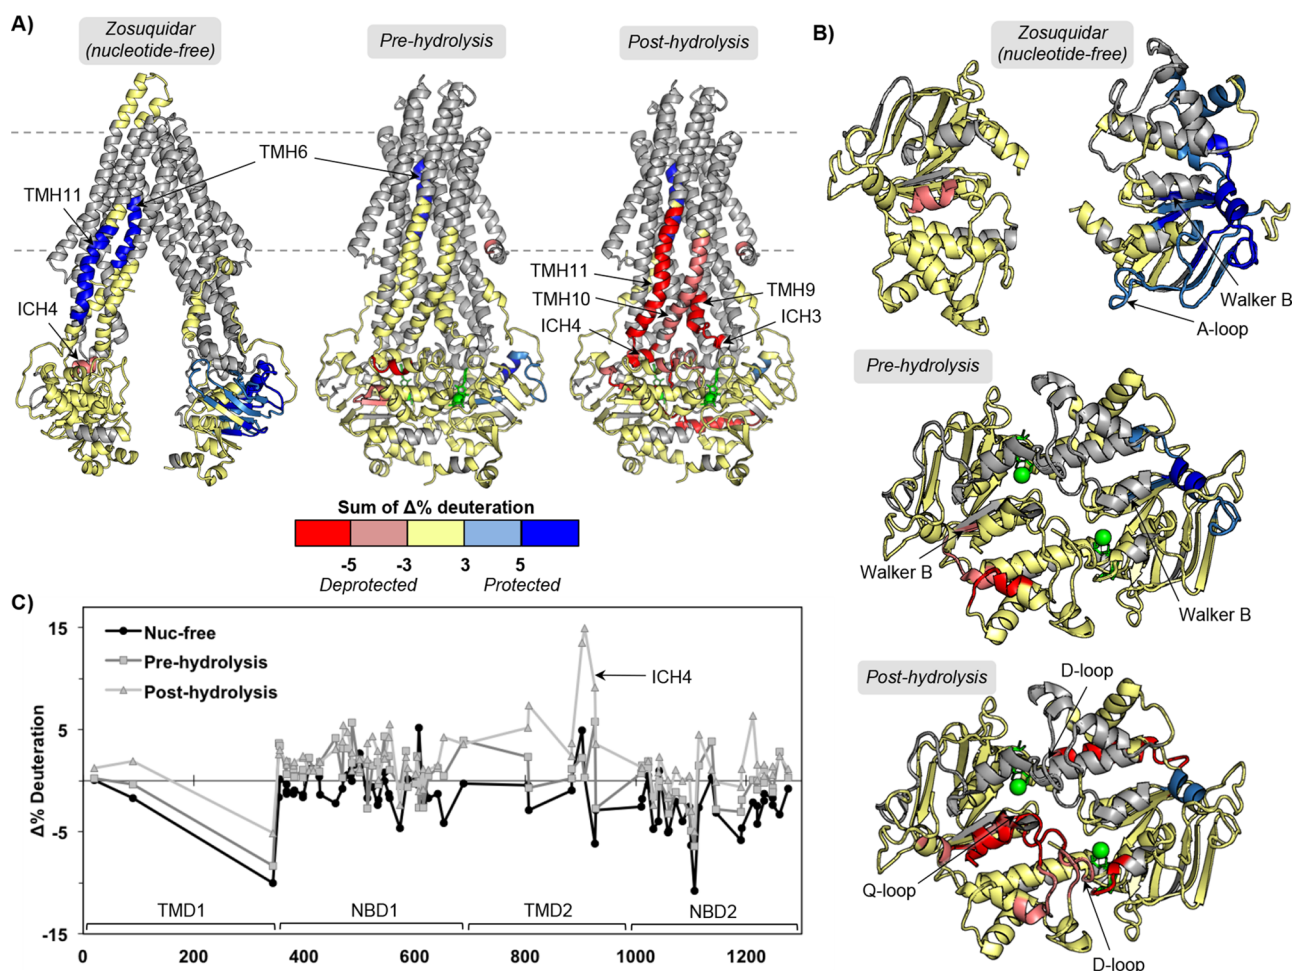 A)
Zosuquidar
(nucleotide-free)
Pre-hydrolysis
Post-hydrolysis
TMH6
TMH11
ICH4
TMH11
TMH10
ICH4
TMH9
ICH3
Sum of Δ% deuteration
-5
-3
3
5
Deprotected
Protected
B)
Zosuquidar
(nucleotide-free)
Walker B
A-loop
Pre-hydrolysis
Walker B
Walker B
Post-hydrolysis
D-loop
Q-loop
D-loop
C)
Δ% Deuteration
15
5
-5
-15
Nuc-free
Pre-hydrolysis
Post-hydrolysis
ICH4
TMD1
NBD1
TMD2
NBD2
0
200
400
600
800
1000
1200